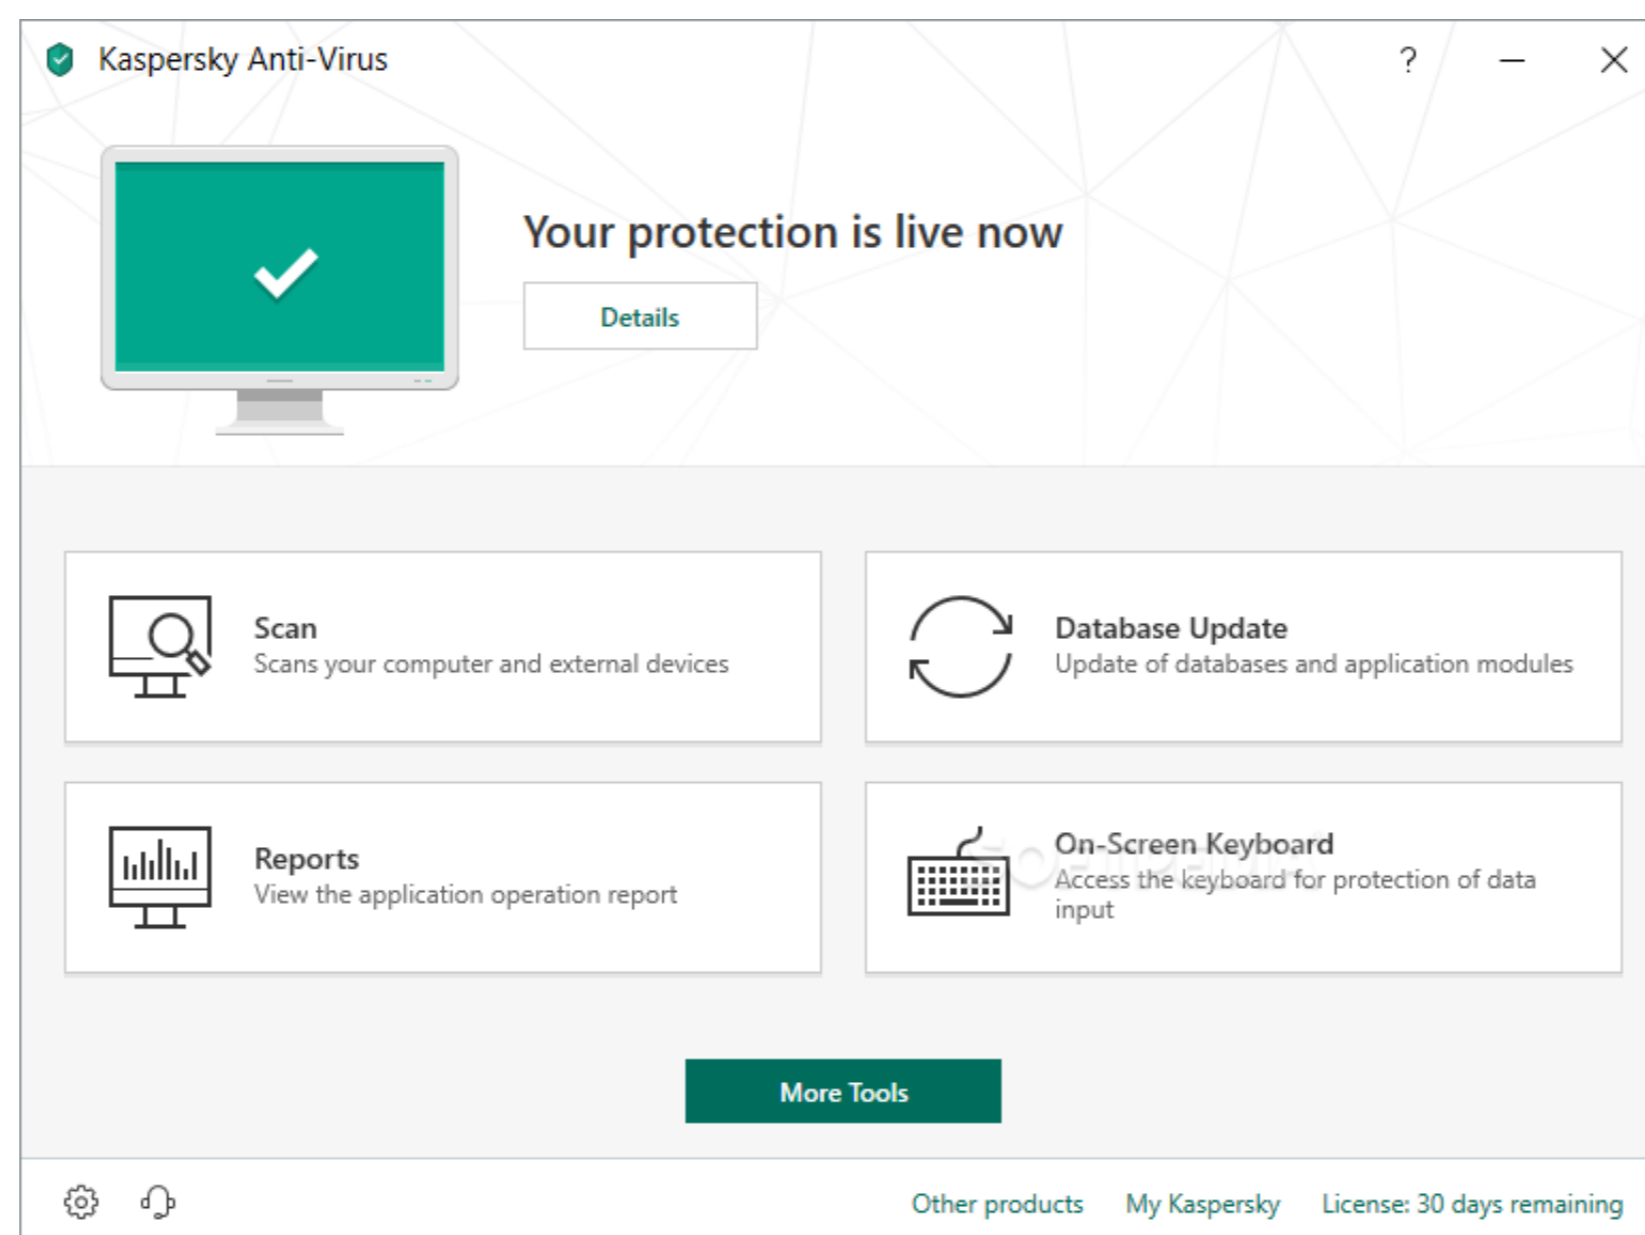 Kaspersky Anti-Virus
?
Your protection is live now
Details
Scan
Scans your computer and external devices
Database Update
Update of databases and application modules
Reports
View the application operation report
On-Screen Keyboard
Access the keyboard for protection of data
input
SOFTPEDIA
More Tools
Other products My Kaspersky License: 30 days remaining